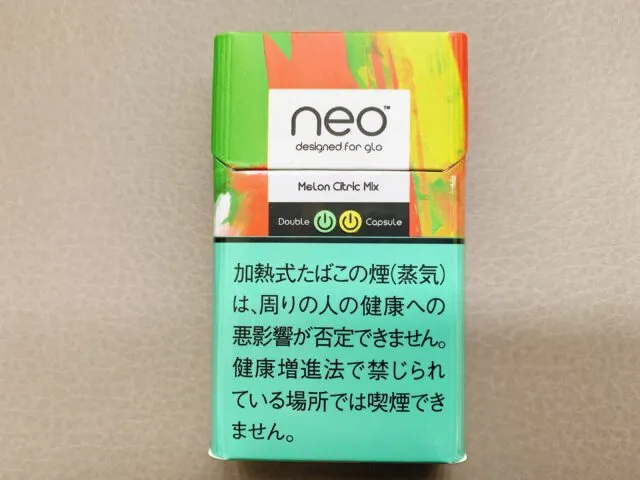 neo™
designed for glo
Melon Citric Mix
Double Capsule
加熱式たばこの煙(蒸気)
は、周りの人の健康への
悪影響が否定できません。
健康増進法で禁じられ
ている場所では喫煙でき
ません。